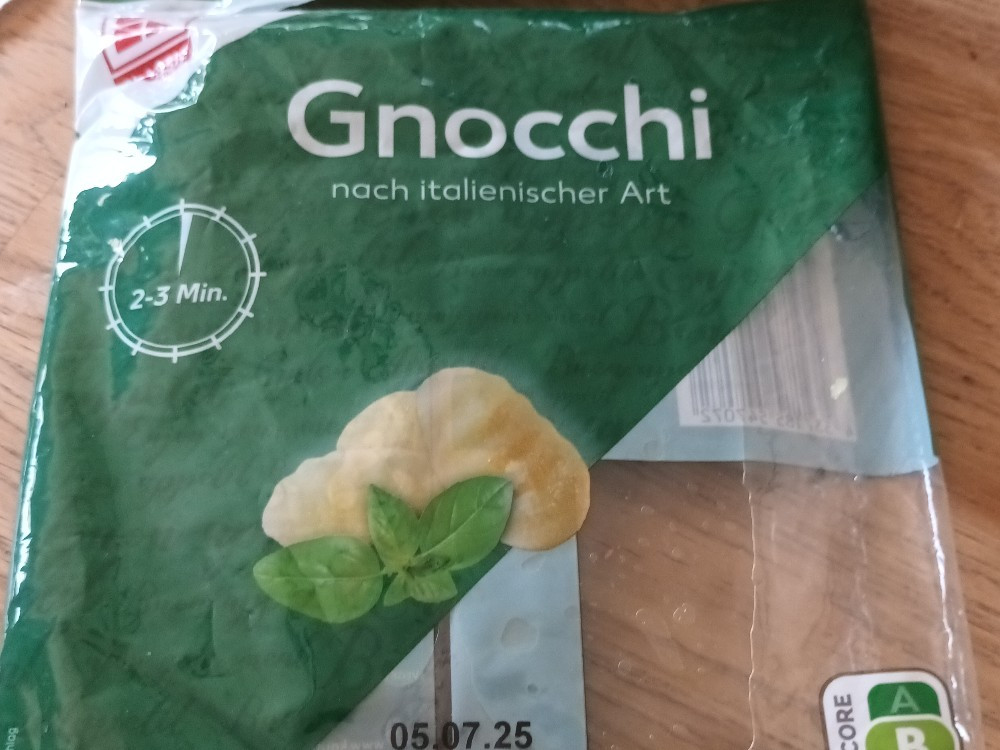 Gnocchi
nach italienischer Art
2-3 Min.
05.07.25
SCORE
A
B